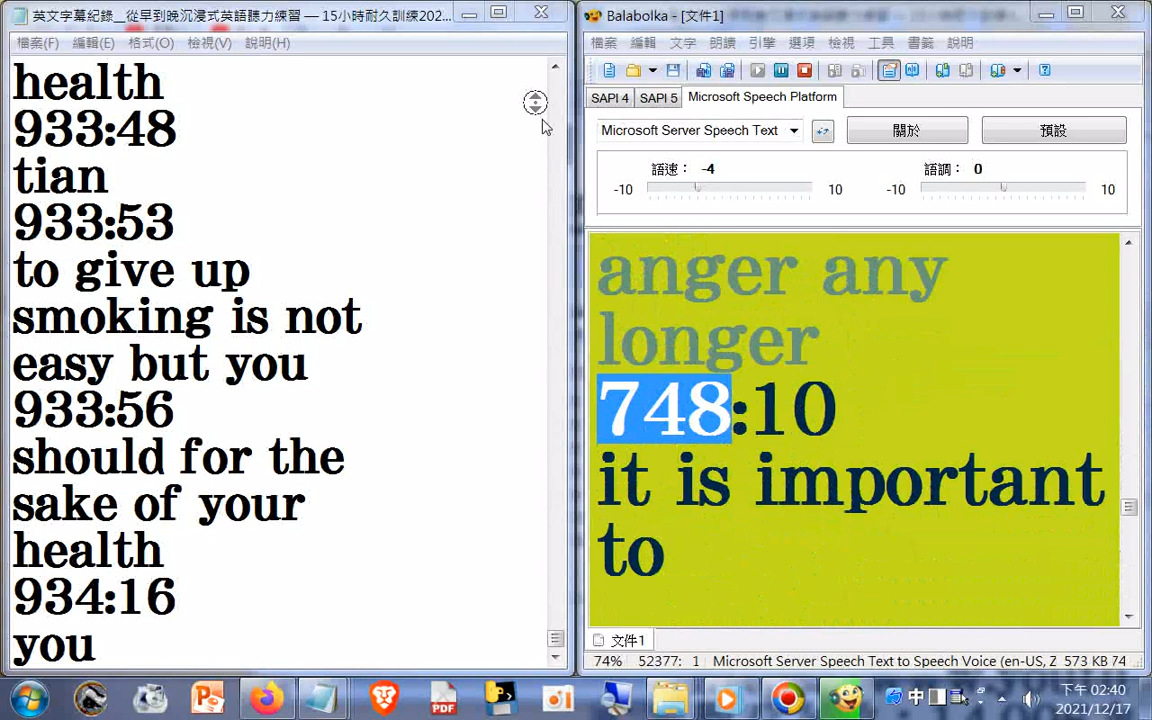 英文字幕紀錄__從早到晚沉浸式英語聽力練習 — 15小時耐久訓練202...
檔案(F) 編輯(E) 格式(O) 檢視(V) 說明(H)
health
933:48
tian
933:53
to give up
smoking is not
easy but you
933:56
should for the
sake of your
health
934:16
you
Balabolka - [文件1]
檔案 編輯 文字 朗讀 引擎 選項 檢視 工具 書籤 說明
SAPI 4 SAPI 5 Microsoft Speech Platform
Microsoft Server Speech Text 關於 預設
語速： -4 語調： 0
-10 10 -10 10
anger any
longer
748:10
it is important
to
文件1
74% 52377: 1 Microsoft Server Speech Text to Speech Voice (en-US, Z 573 KB 74
PDF
中
下午 02:40
2021/12/17